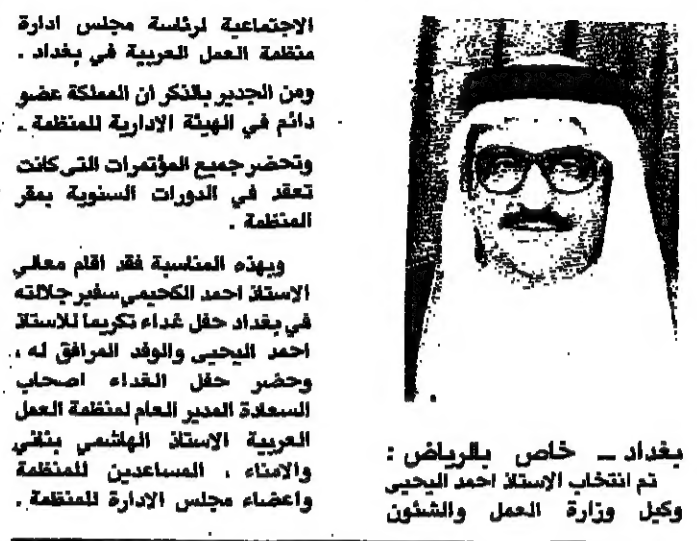 بغداد ــ خاص بالرياض :
تم انتخاب الاستاذ احمد اليحيى
وكيل وزارة العمل والشئون
الاجتماعية لرئاسة مجلس ادارة
منظمة العمل العربية في بغداد .
ومن الجدير بالذكر ان المملكة عضو
دائم في الهيئة الادارية للمنظمة .
وتحضر جميع المؤتمرات التى كانت
تعقد في الدورات السنوية بمقر
المنظمة .
وبهذه المناسبة فقد اقام معالي
الاستاذ احمد الكحيمي سفير جلالته
في بغداد حفل غداء تكريما للاستاذ
احمد اليحيى والوفد المرافق له ،
وحضر حفل الغداء اصحاب
السعادة المدير العام لمنظمة العمل
العربية الاستاذ الهاشمي بناني
والامناء ، المساعدين للمنظمة
واعضاء مجلس الادارة للمنظمة .